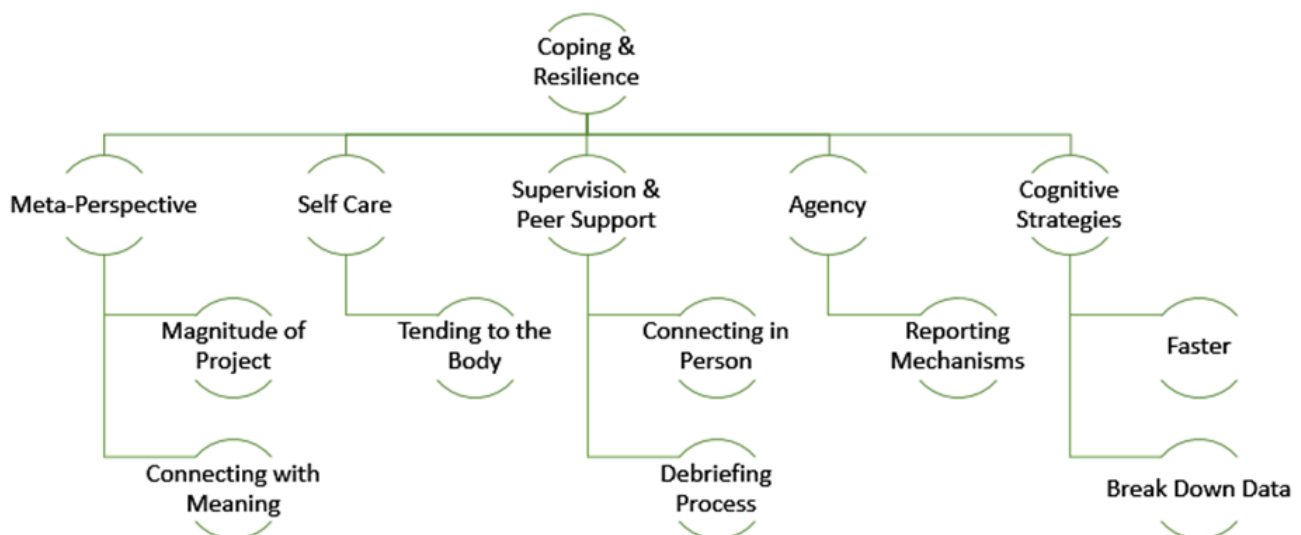 Coping &
Resilience
Meta-Perspective
Self Care
Supervision &
Peer Support
Agency
Cognitive
Strategies
Magnitude of
Project
Tending to the
Body
Connecting in
Person
Reporting
Mechanisms
Faster
Connecting with
Meaning
Debriefing
Process
Break Down Data